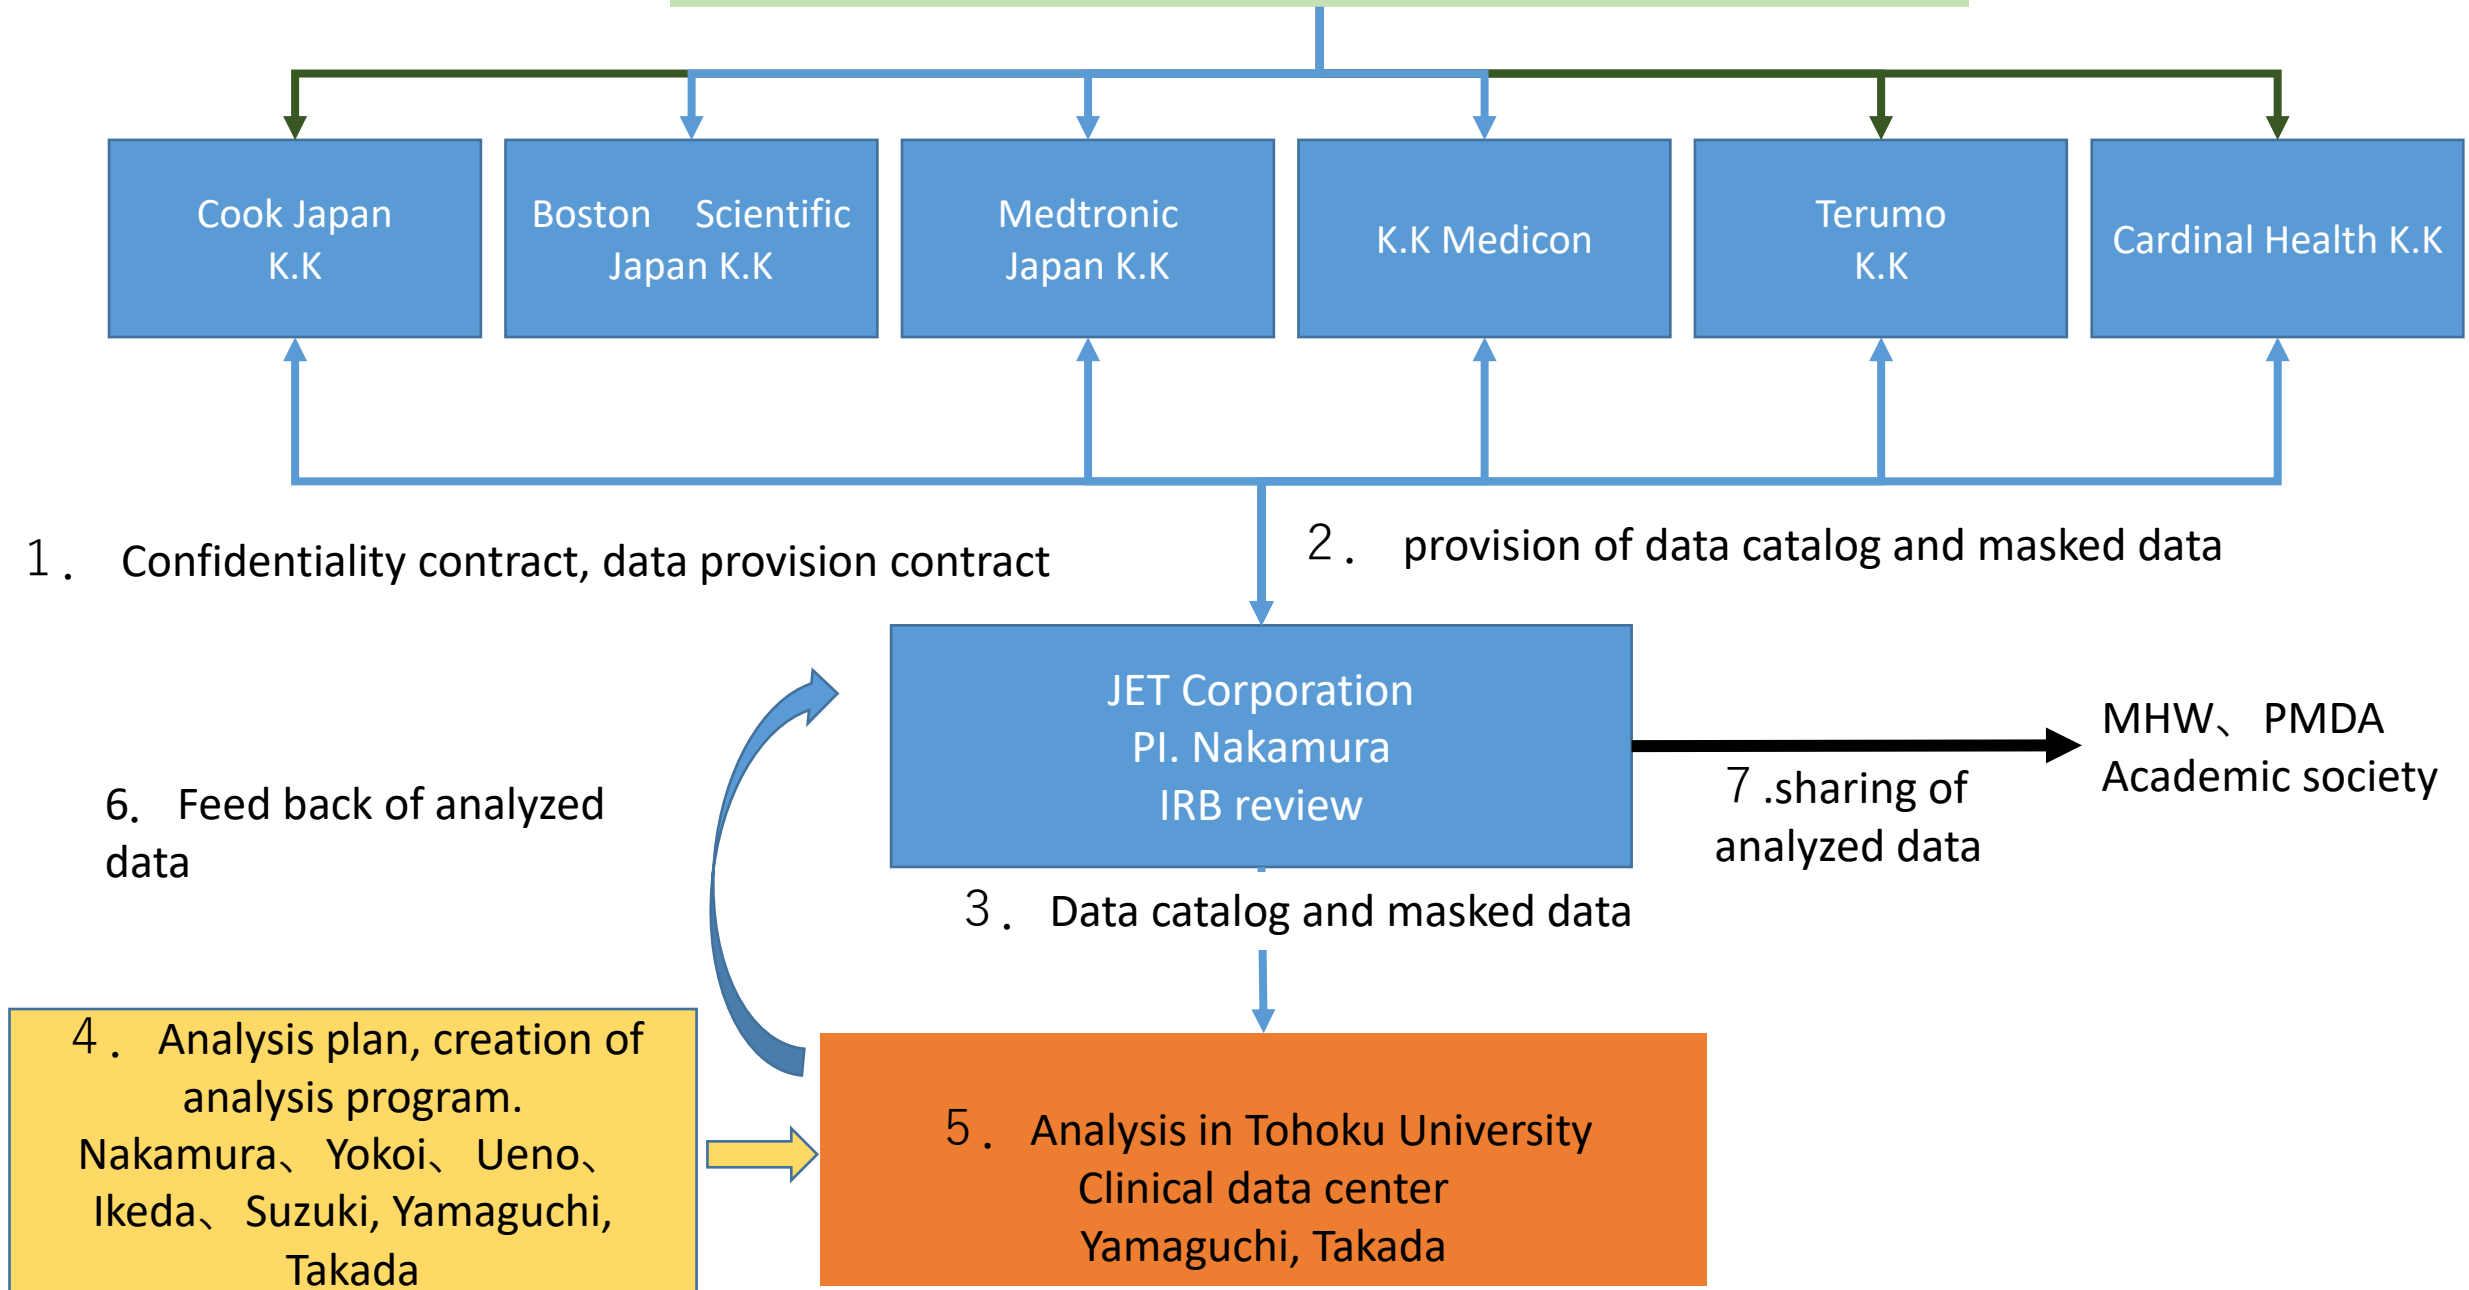 Cook Japan
K.K
Boston Scientific
Japan K.K
Medtronic
Japan K.K
K.K Medicon
Terumo
K.K
Cardinal Health K.K
1． Confidentiality contract, data provision contract
2． provision of data catalog and masked data
JET Corporation
PI. Nakamura
IRB review
MHW、 PMDA
Academic society
7.sharing of
analyzed data
6. Feed back of analyzed
data
3． Data catalog and masked data
4． Analysis plan, creation of
analysis program.
Nakamura、 Yokoi、 Ueno、
Ikeda、 Suzuki, Yamaguchi,
Takada
5． Analysis in Tohoku University
Clinical data center
Yamaguchi, Takada